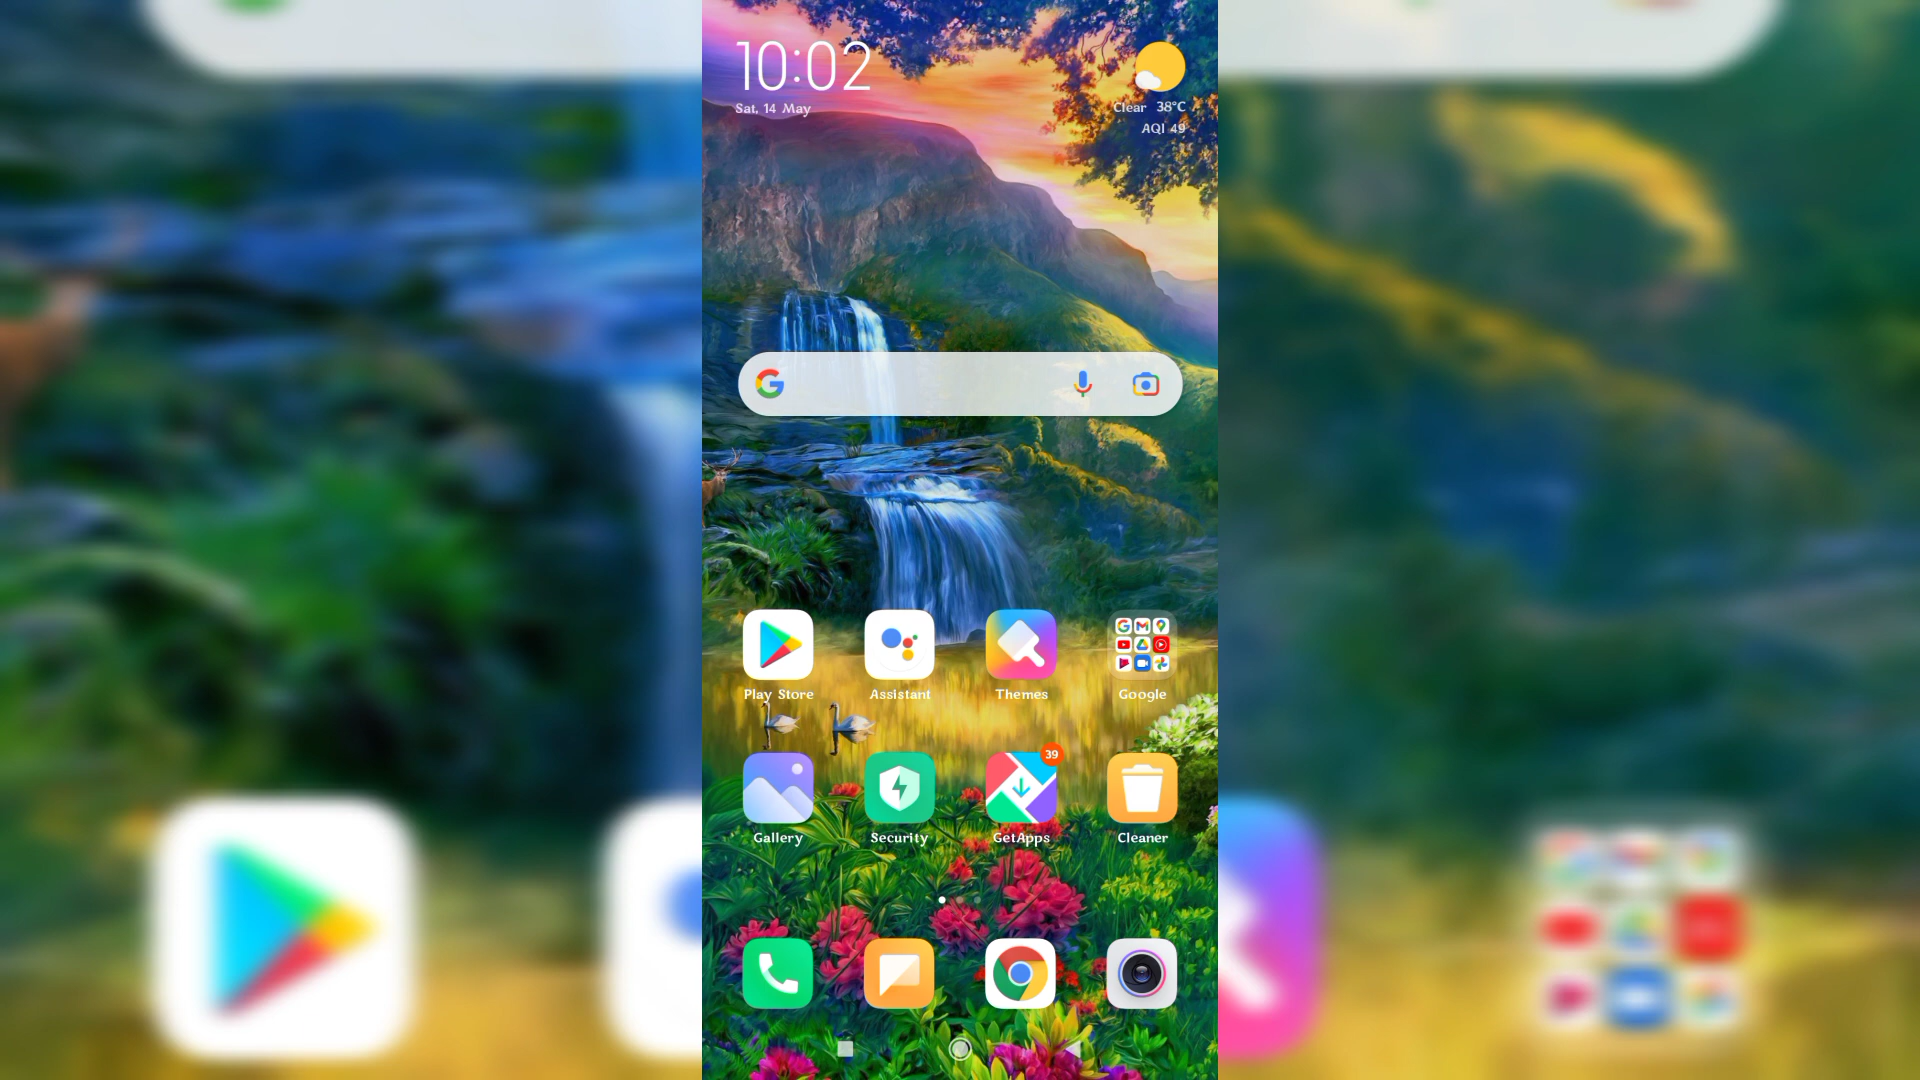 10:02
Sat, 14 May
Clear 38°C
AQI 49
Play Store
Assistant
Themes
Google
39
Gallery
Security
GetApps
Cleaner